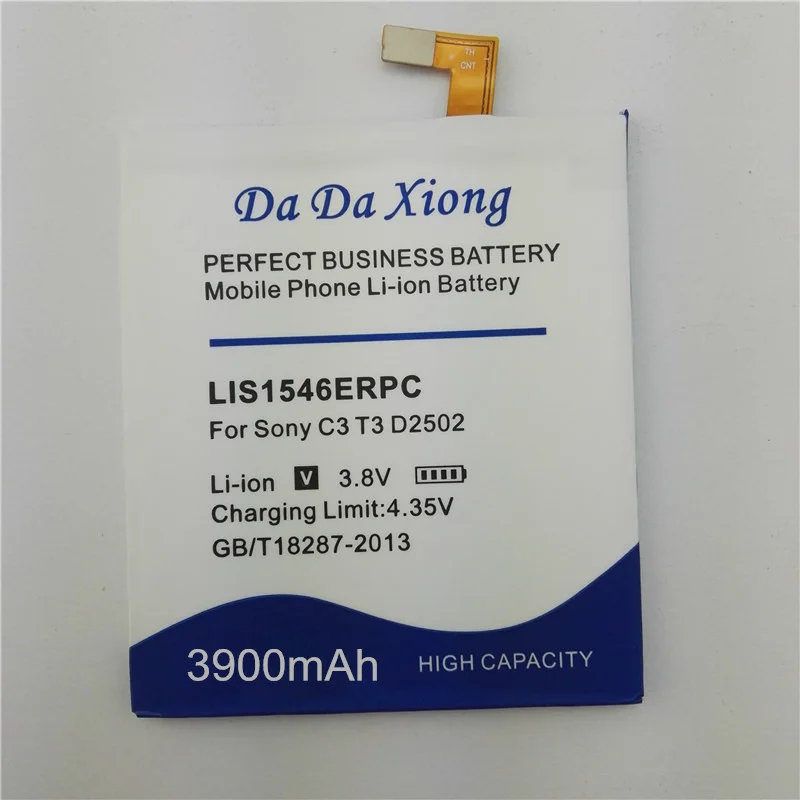 TH
CNT
Da Da Xiong
PERFECT BUSINESS BATTERY
Mobile Phone Li-ion Battery
LIS1546ERPC
For Sony C3 T3 D2502
Li-ion V 3.8V
Charging Limit:4.35V
GB/T18287-2013
3900mAh HIGH CAPACITY